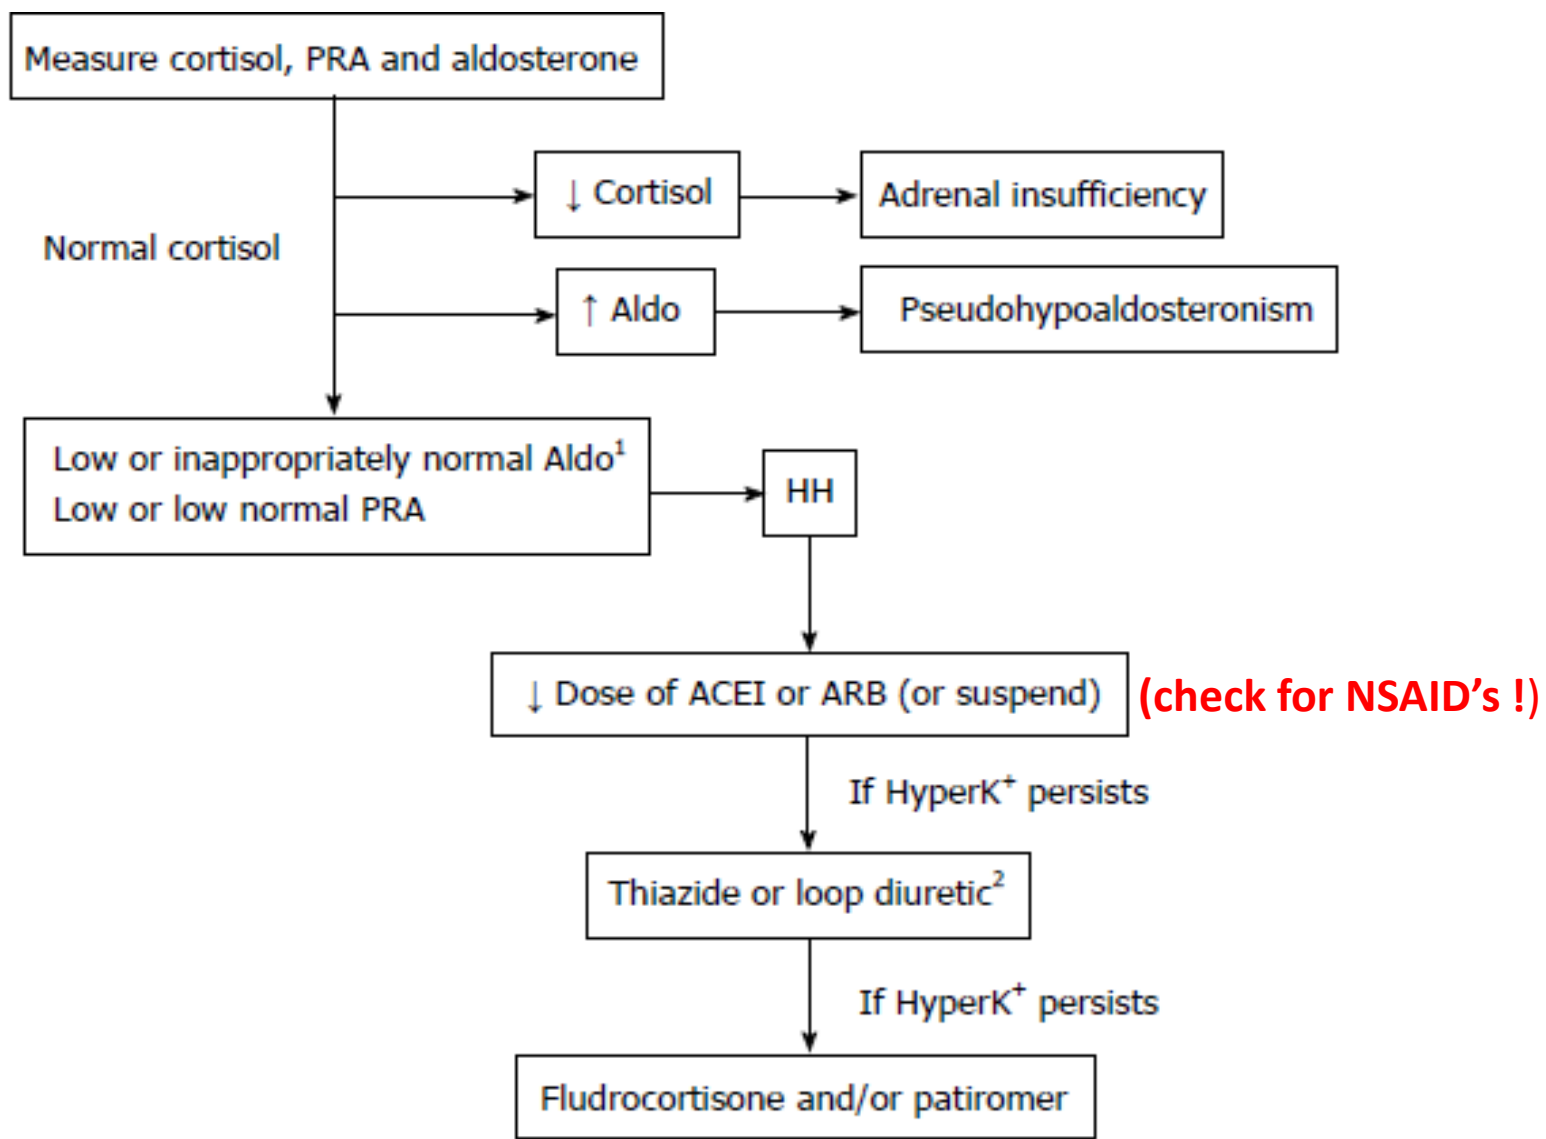 Measure cortisol, PRA and aldosterone
↓ Cortisol
Adrenal insufficiency
Normal cortisol
↑ Aldo
Pseudohypoaldosteronism
Low or inappropriately normal Aldo¹
Low or low normal PRA
HH
↓ Dose of ACEI or ARB (or suspend)
(check for NSAID’s !)
If HyperK⁺ persists
Thiazide or loop diuretic²
If HyperK⁺ persists
Fludrocortisone and/or patiromer